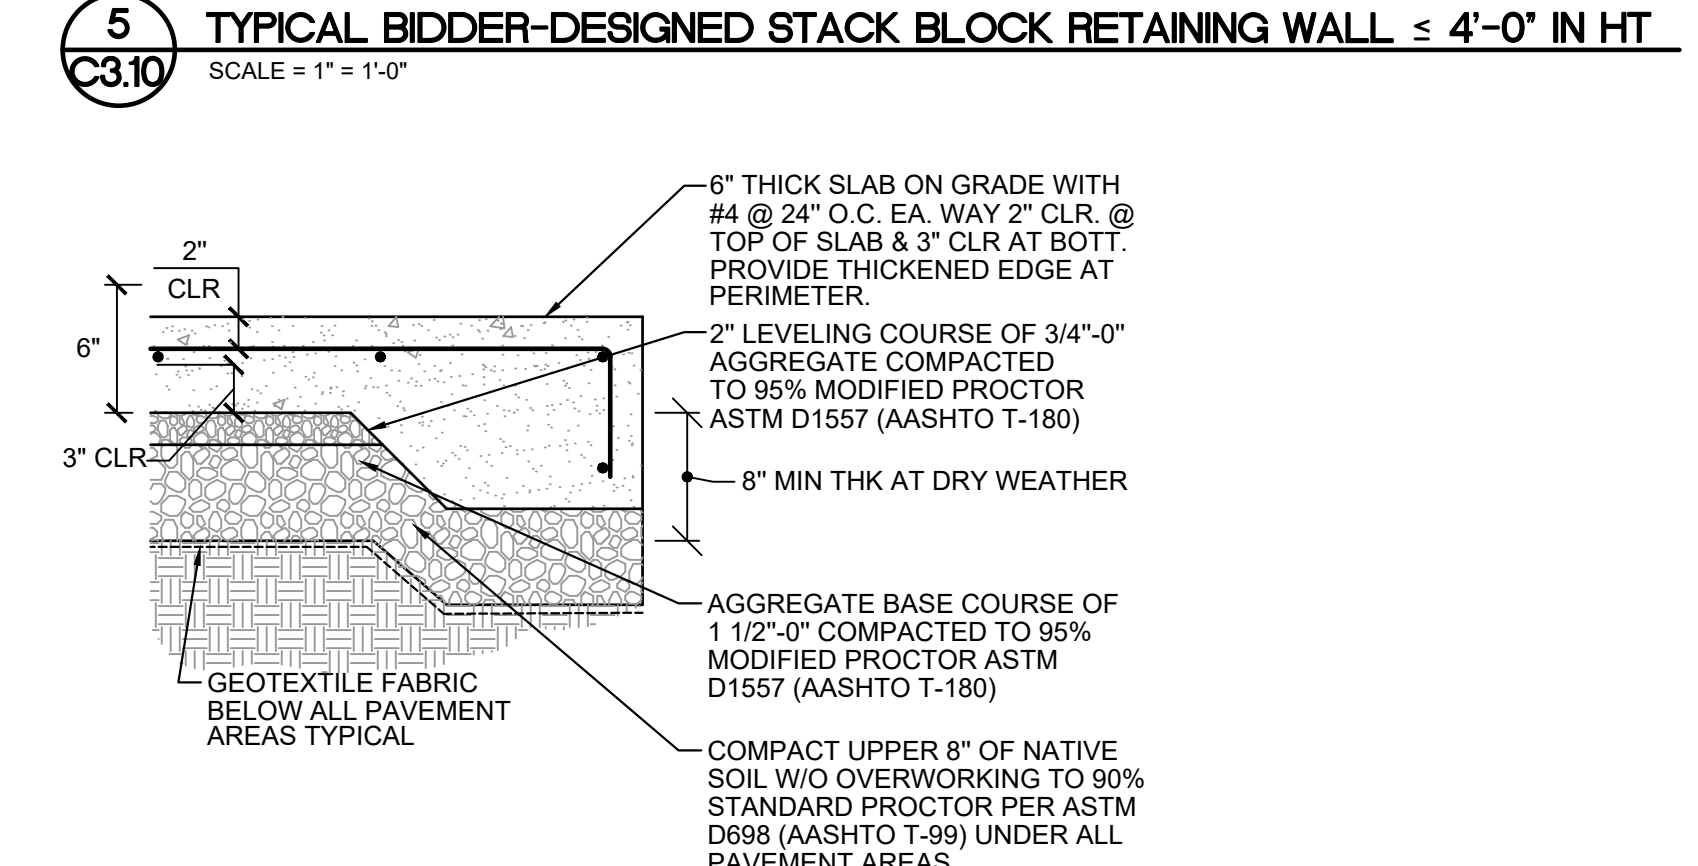 5
C3.10
TYPICAL BIDDER-DESIGNED STACK BLOCK RETAINING WALL ≤ 4'-0" IN HT
SCALE = 1" = 1'-0"
6" THICK SLAB ON GRADE WITH
#4 @ 24" O.C. EA. WAY 2" CLR. @
TOP OF SLAB & 3" CLR AT BOTT.
PROVIDE THICKENED EDGE AT
PERIMETER.
2"
CLR
6"
3" CLR
2" LEVELING COURSE OF 3/4"-0"
AGGREGATE COMPACTED
TO 95% MODIFIED PROCTOR
ASTM D1557 (AASHTO T-180)
8" MIN THK AT DRY WEATHER
AGGREGATE BASE COURSE OF
1 1/2"-0" COMPACTED TO 95%
MODIFIED PROCTOR ASTM
D1557 (AASHTO T-180)
GEOTEXTILE FABRIC
BELOW ALL PAVEMENT
AREAS TYPICAL
COMPACT UPPER 8" OF NATIVE
SOIL W/O OVERWORKING TO 90%
STANDARD PROCTOR PER ASTM
D698 (AASHTO T-99) UNDER ALL
PAVEMENT AREAS